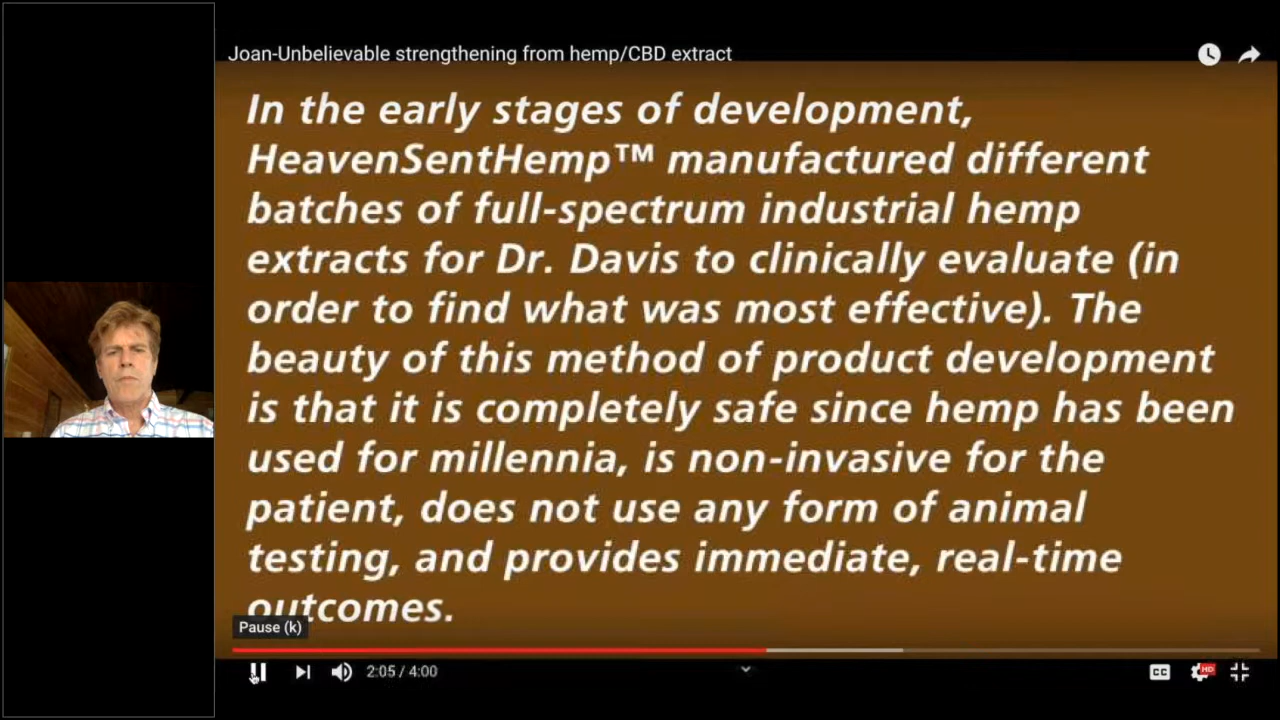 Joan-Unbelievable strengthening from hemp/CBD extract
In the early stages of development,
HeavenSentHemp™ manufactured different
batches of full-spectrum industrial hemp
extracts for Dr. Davis to clinically evaluate (in
order to find what was most effective). The
beauty of this method of product development
is that it is completely safe since hemp has been
used for millennia, is non-invasive for the
patient, does not use any form of animal
testing, and provides immediate, real-time
outcomes.
Pause (k)
2:05 / 4:00
CC
HD